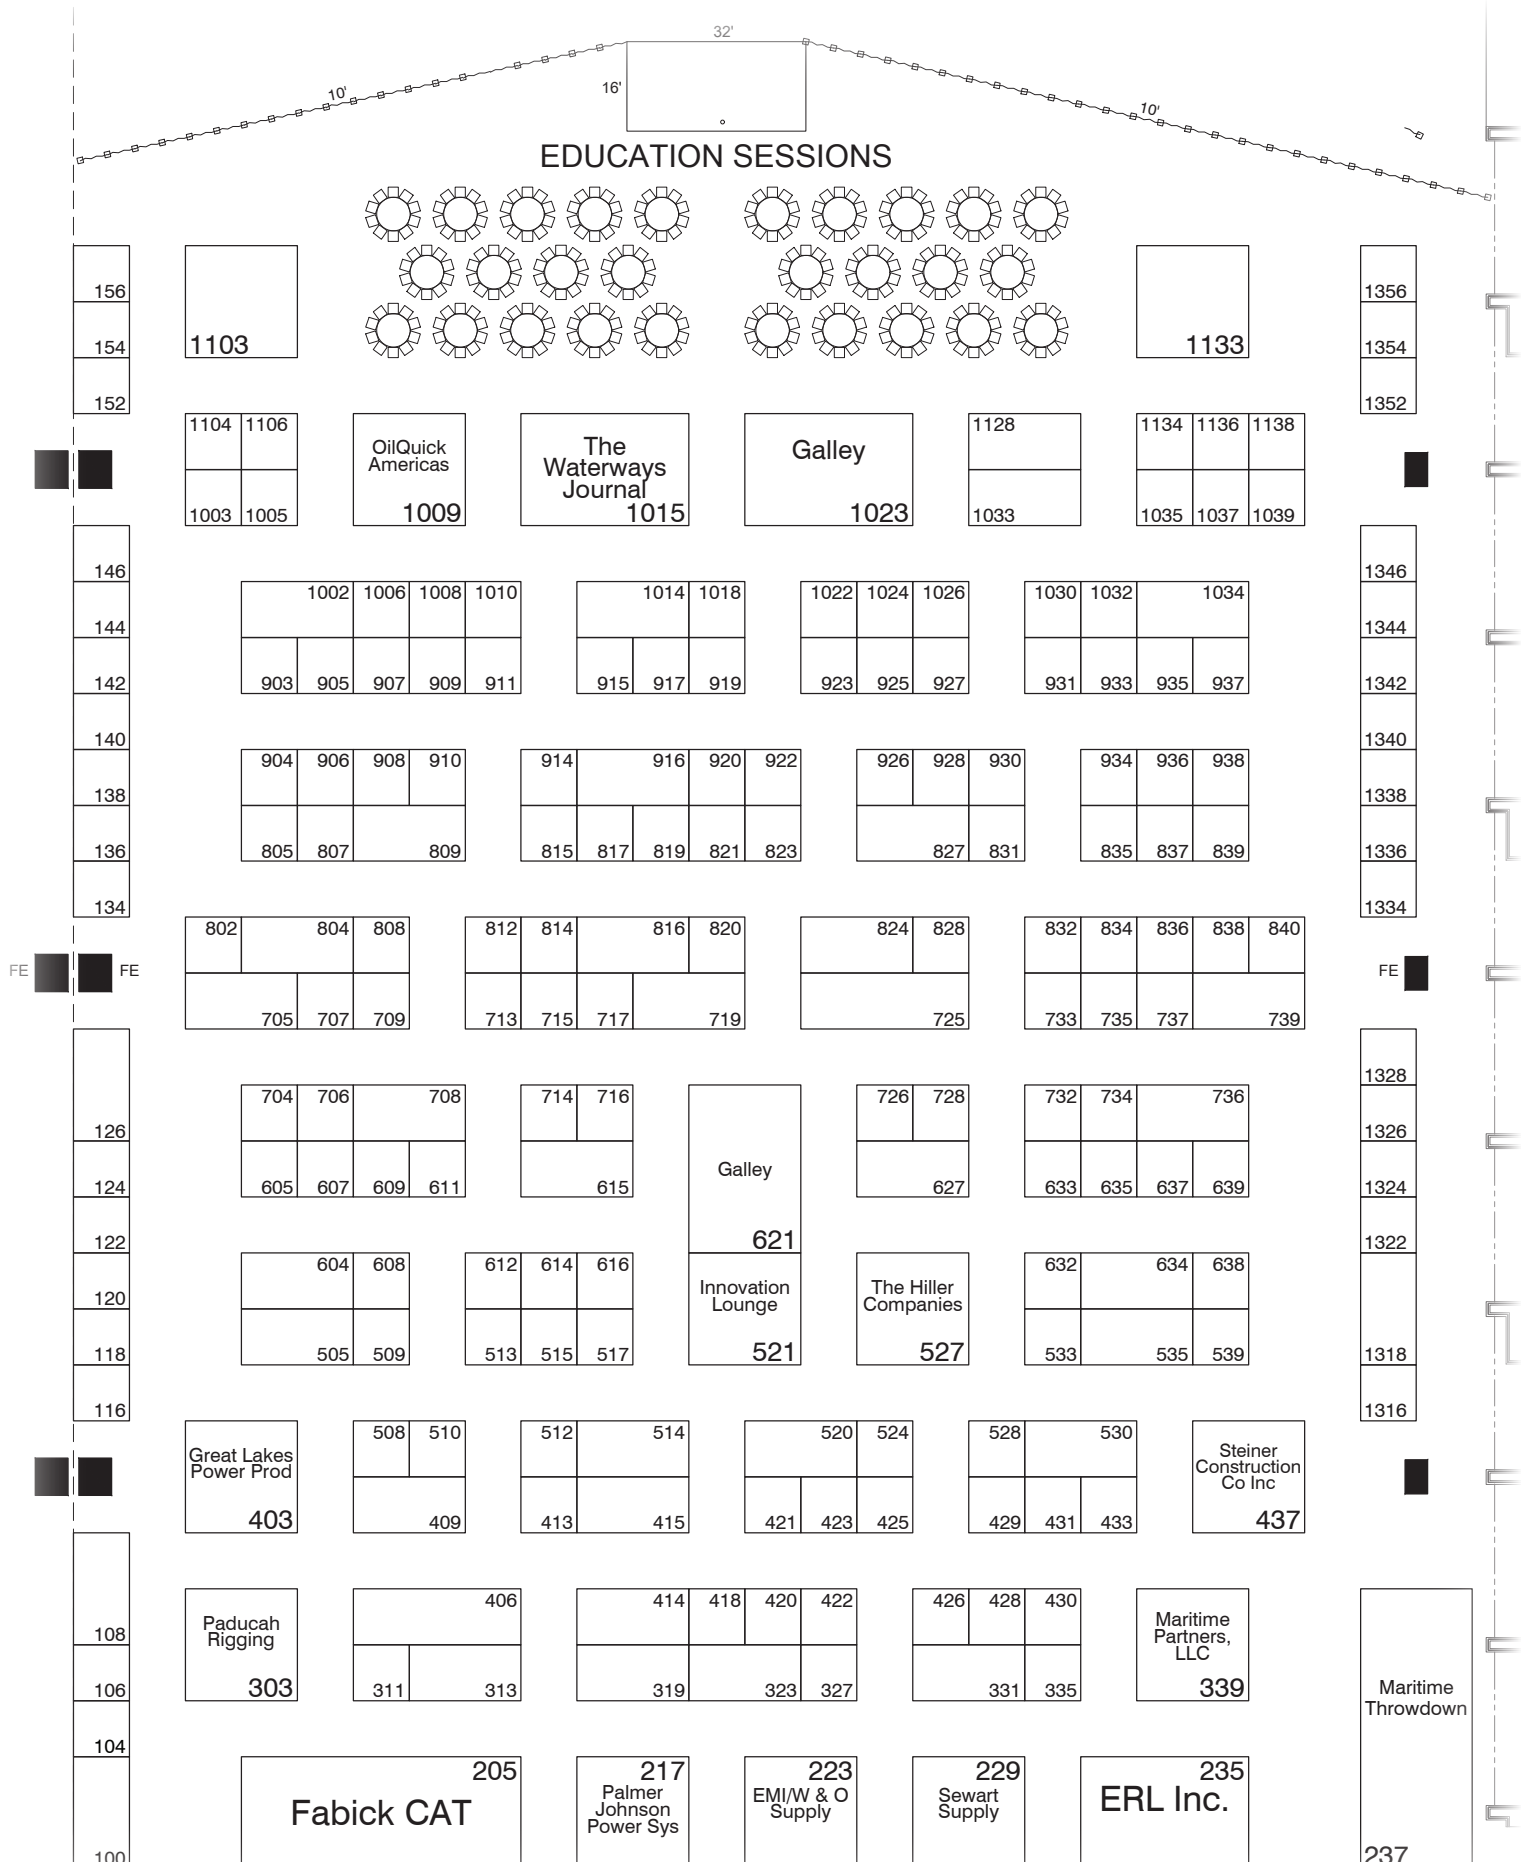 32'
16'
10'
10'
EDUCATION SESSIONS
156
1356
154
1103
1133
1354
152
1352
1104 1106
OilQuick
Americas
1009
The
Waterways
Journal
1015
Galley
1023
1128
1134 1136 1138
1003 1005
1033
1035 1037 1039
146
1346
1002 1006 1008 1010
1014 1018
1022 1024 1026
1030 1032 1034
144
1344
903 905 907 909 911
915 917 919
923 925 927
931 933 935 937
142
1342
140
1340
904 906 908 910
914 916 920 922
926 928 930
934 936 938
138
1338
805 807 809
815 817 819 821 823
827 831
835 837 839
136
1336
134
1334
802 804 808
812 814 816 820
824 828
832 834 836 838 840
FE
FE
FE
705 707 709
713 715 717 719
725
733 735 737 739
1328
704 706 708
714 716
726 728
732 734 736
126
1326
Galley
621
605 607 609 611
615
627
633 635 637 639
124
1324
122
1322
604 608
612 614 616
Innovation
Lounge
521
The Hiller
Companies
527
632 634 638
120
505 509
513 515 517
533 535 539
118
1318
116
1316
Great Lakes
Power Prod
403
508 510
512 514
520 524
528 530
Steiner
Construction
Co Inc
437
409
413 415
421 423 425
429 431 433
406
414 418 420 422
426 428 430
108
Paducah
Rigging
303
Maritime
Partners,
LLC
339
311 313
319 323 327
331 335
106
Maritime
Throwdown
104
205
Fabick CAT
217
Palmer
Johnson
Power Sys
223
EMI/W & O
Supply
229
Sewart
Supply
235
ERL Inc.
100
237